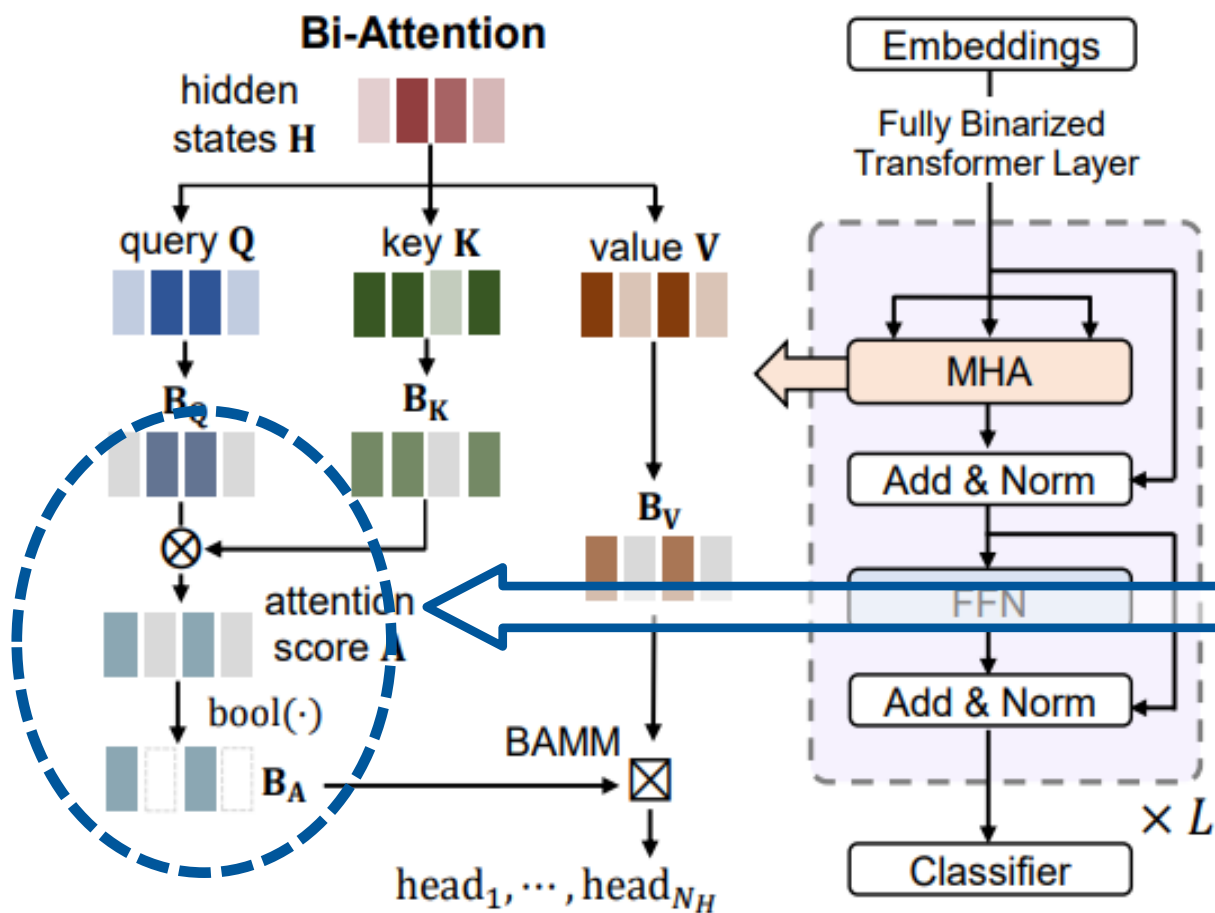 Bi-Attention
hidden
states H
query Q
key K
value V
B_Q
B_K
B_V
attention
score A
bool(·)
B_A
BAMM
head_1, ⋯, head_{N_H}
Embeddings
Fully Binarized
Transformer Layer
MHA
Add & Norm
FFN
Add & Norm
× L
Classifier